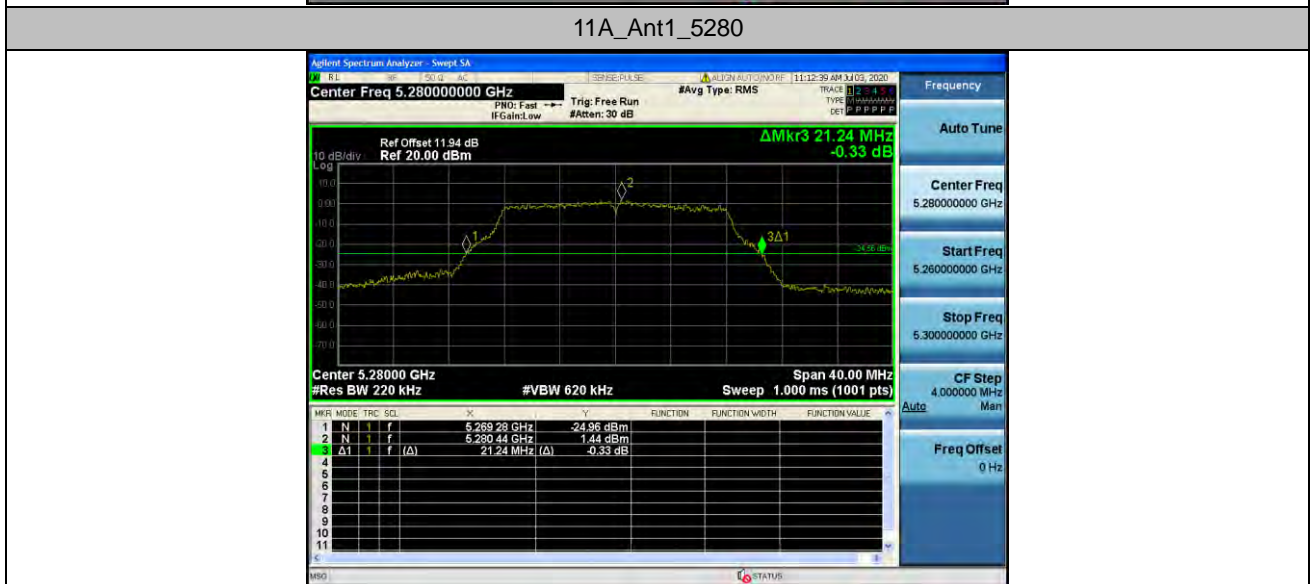 11A_Ant1_5280
Agilent Spectrum Analyzer - Swept SA
RL RF 50 Ω AC SENSE:PULSE ALIGN AUTO/NO RF 11:12:39 AM Jul 03, 2020
Center Freq 5.280000000 GHz
#Avg Type: RMS
TRACE 1 2 3 4 5 6
PNO: Fast
Trig: Free Run
TYPE M
IFGain:Low
#Atten: 30 dB
DET P P P P P P
Ref Offset 11.94 dB
ΔMkr3 21.24 MHz
10 dB/div
Ref 20.00 dBm
-0.33 dB
Log
10.0
0.00
-10.0
-20.0
-30.0
-40.0
-50.0
-60.0
-70.0
1
2
3Δ1
Center 5.28000 GHz
Span 40.00 MHz
#Res BW 220 kHz
#VBW 620 kHz
Sweep 1.000 ms (1001 pts)
MKR MODE TRC SCL X Y FUNCTION FUNCTION WIDTH FUNCTION VALUE
1 N 1 f 5.269 28 GHz -24.96 dBm
2 N 1 f 5.280 44 GHz 1.44 dBm
3 Δ1 1 f (Δ) 21.24 MHz (Δ) -0.33 dB
4
5
6
7
8
9
10
11
MSG
STATUS
Frequency
Auto Tune
Center Freq
5.280000000 GHz
Start Freq
5.260000000 GHz
Stop Freq
5.300000000 GHz
CF Step
4.000000 MHz
Auto Man
Freq Offset
0 Hz